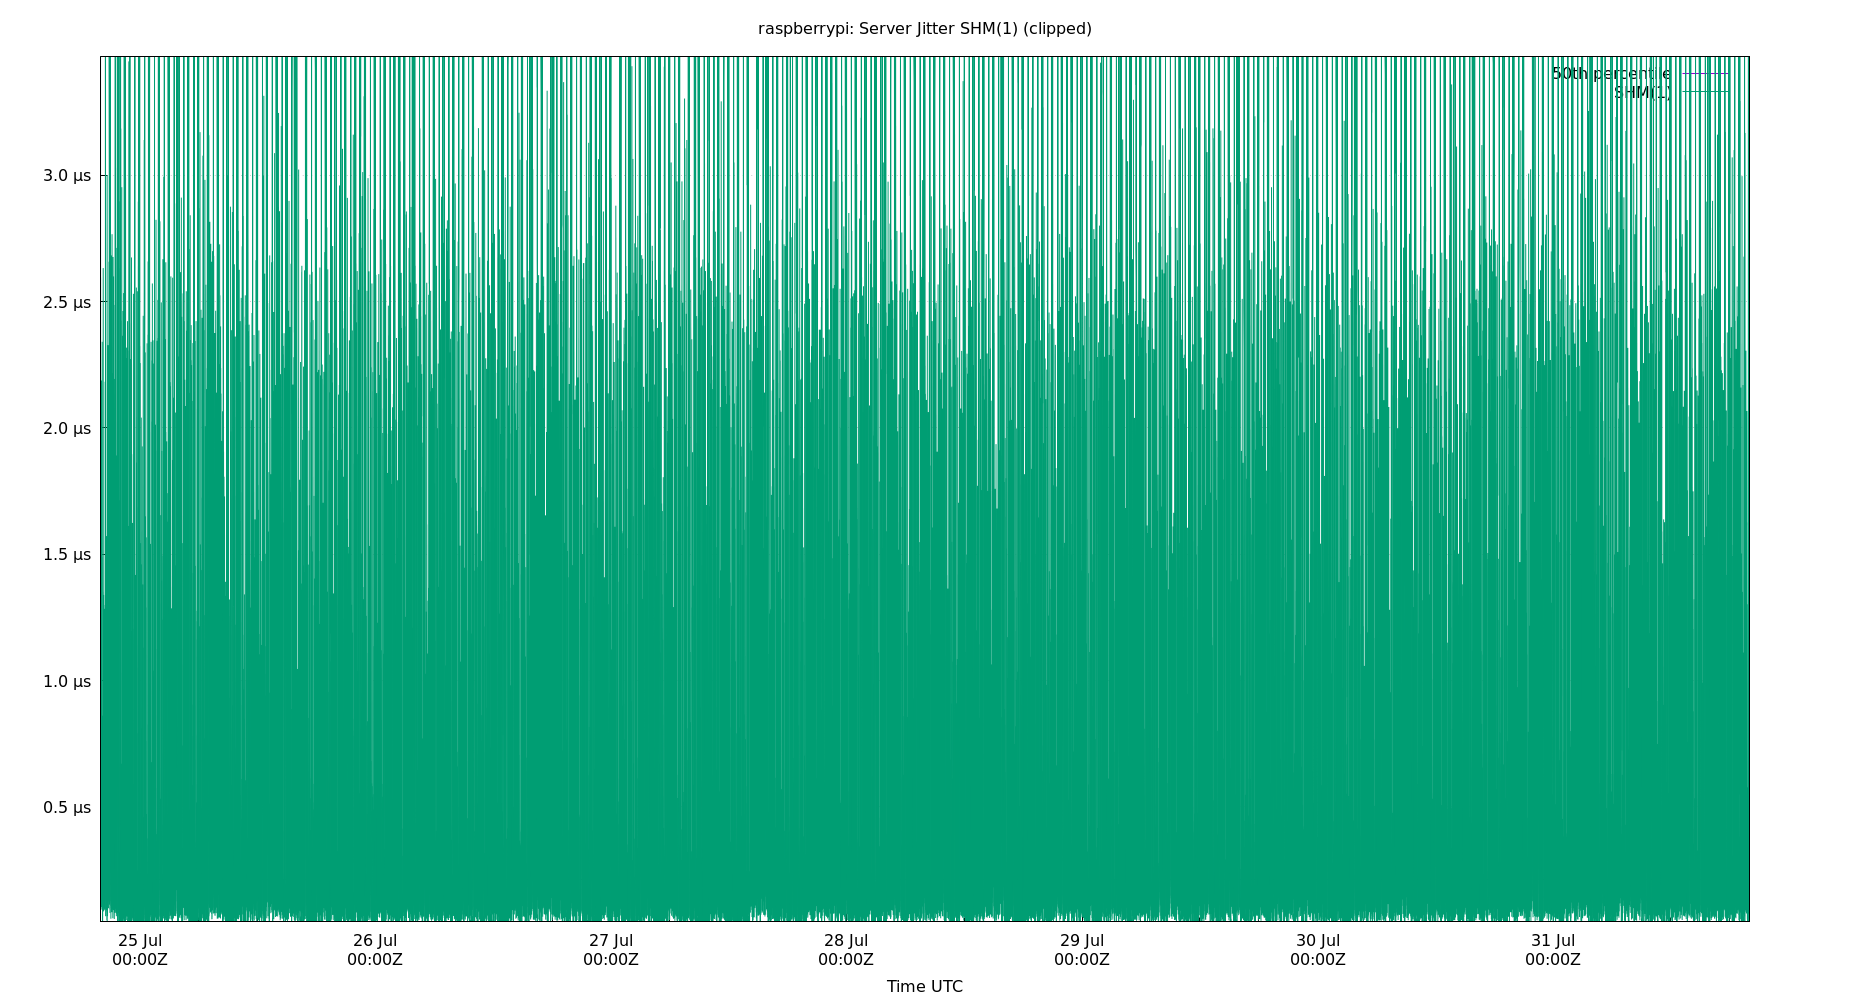 raspberrypi: Server Jitter SHM(1) (clipped)
50th percentile
SHM(1)
3.0 µs
2.5 µs
2.0 µs
1.5 µs
1.0 µs
0.5 µs
25 Jul 26 Jul 27 Jul 28 Jul 29 Jul 30 Jul 31 Jul
00:00Z 00:00Z 00:00Z 00:00Z 00:00Z 00:00Z 00:00Z
Time UTC